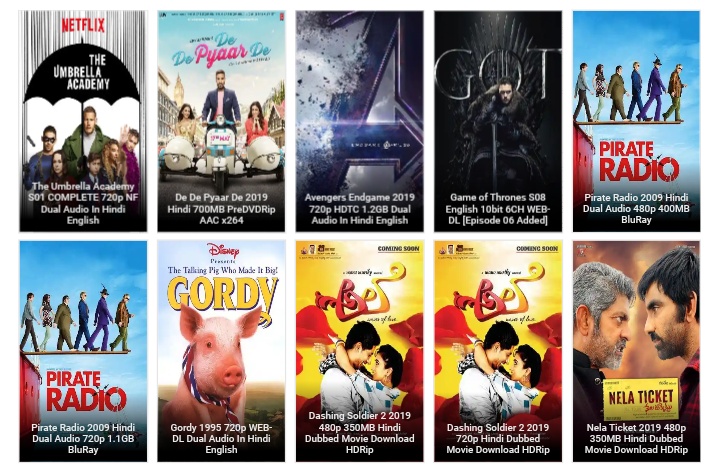 NETFLIX
THE
UMBRELLA
ACADEMY
The Umbrella Academy
S01 COMPLETE 720p NF
Dual Audio In Hindi
English
De
De Pyaar De
De De Pyaar De 2019
Hindi 700MB PreDVDRip
AAC x264
Avengers Endgame 2019
720p HDTC 1.2GB Dual
Audio In Hindi English
GOT
Game of Thrones S08
English 10bit 6CH WEB-
DL [Episode 06 Added]
PIRATE
RADIO
Pirate Radio 2009 Hindi
Dual Audio 480p 400MB
BluRay
PIRATE
RADIO
Pirate Radio 2009 Hindi
Dual Audio 720p 1.1GB
BluRay
Disney
Presents
The Talking Pig Who Made It Big!
GORDY
Gordy 1995 720p WEB-
DL Dual Audio In Hindi
English
COMING SOON
waves of love
Dashing Soldier 2 2019
480p 350MB Hindi
Dubbed Movie Download
HDRip
COMING SOON
waves of love
Dashing Soldier 2 2019
720p Hindi Dubbed
Movie Download HDRip
NELA TICKET
Nela Ticket 2019 480p
350MB Hindi Dubbed
Movie Download HDRip